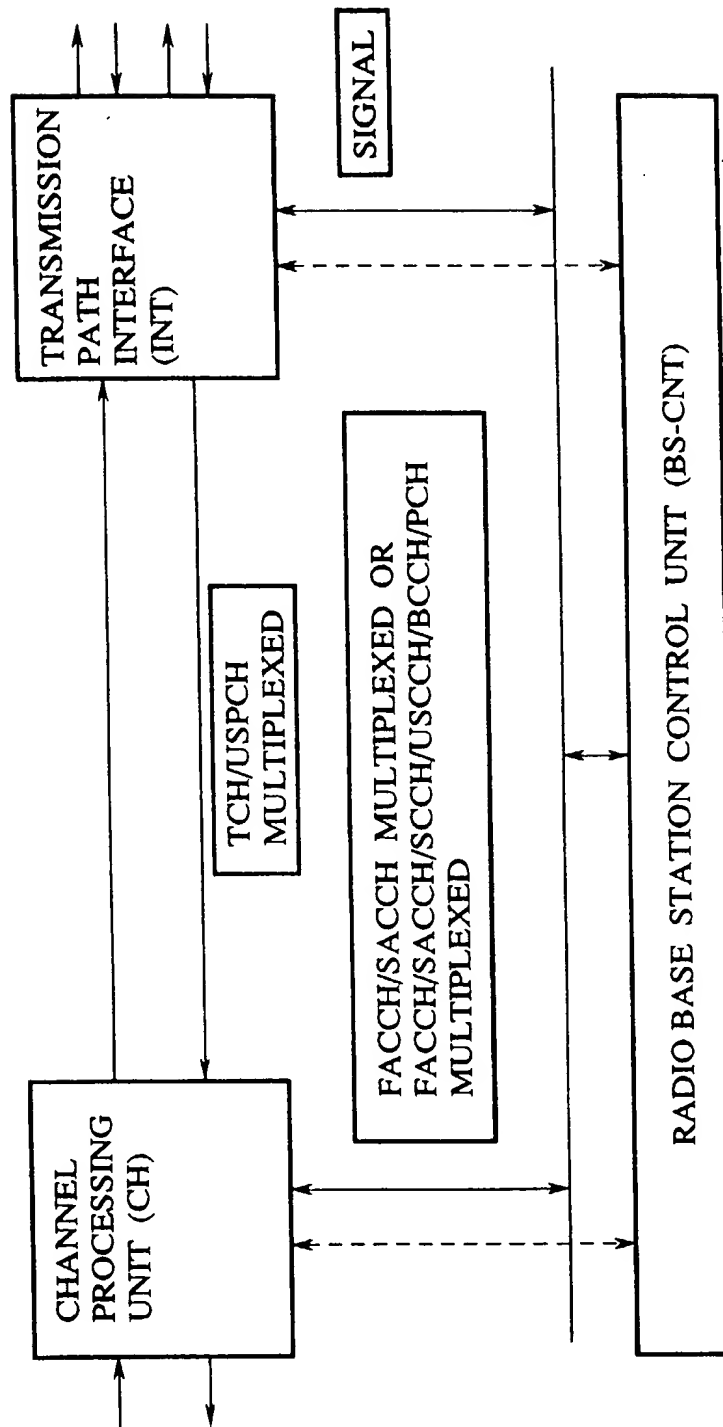 CHANNEL
PROCESSING
UNIT (CH)
TRANSMISSION
PATH
INTERFACE
(INT)
TCH/USPCH
MULTIPLEXED
SIGNAL
FACCH/SACCH MULTIPLEXED OR
FACCH/SACCH/SCCH/USCCH/BCCH/PCH
MULTIPLEXED
RADIO BASE STATION CONTROL UNIT (BS-CNT)